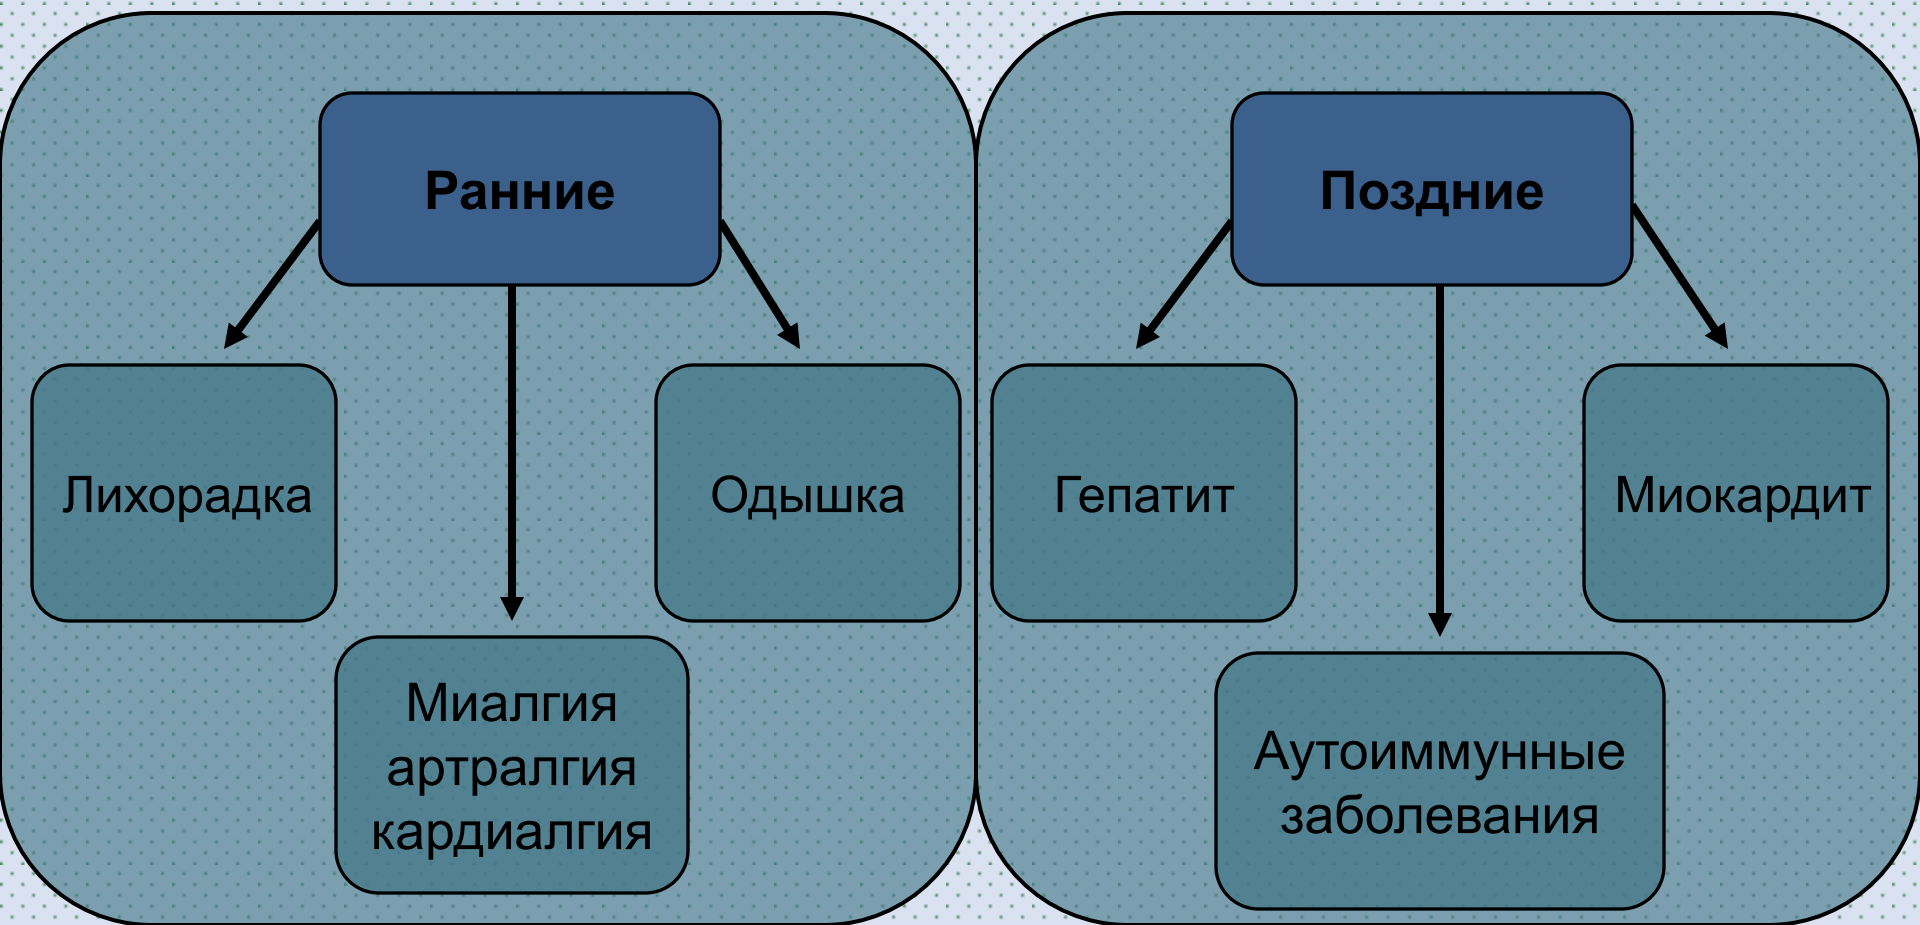 Ранние
Лихорадка
Одышка
Миалгия
артралгия
кардиалгия
Поздние
Гепатит
Миокардит
Аутоиммунные
заболевания